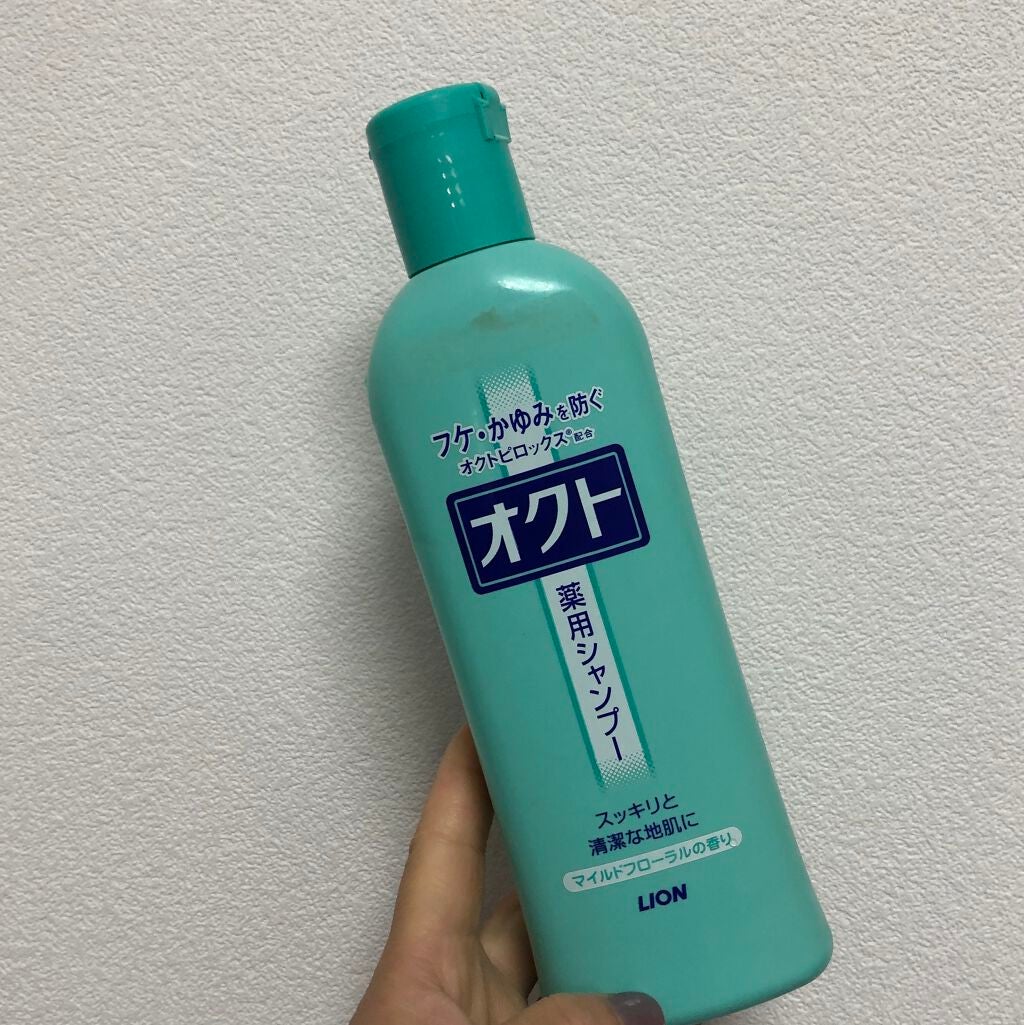 フケ・かゆみを防ぐ
オクトピロックス®配合
オクト
薬用シャンプー
スッキリと
清潔な地肌に
マイルドフローラルの香り
LION